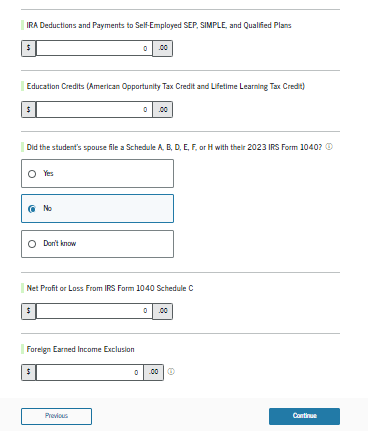 IRA Deductions and Payments to Self-Employed SEP, SIMPLE, and Qualified Plans
$ 0 .00
Education Credits (American Opportunity Tax Credit and Lifetime Learning Tax Credit)
$ 0 .00
Did the student's spouse file a Schedule A, B, D, E, F, or H with their 2023 IRS Form 1040?
Yes
No
Don't know
Net Profit or Loss From IRS Form 1040 Schedule C
$ 0 .00
Foreign Earned Income Exclusion
$ 0 .00
Previous
Continue